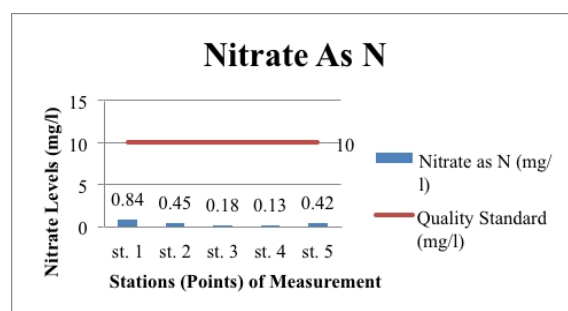 Nitrate As N
Nitrate Levels (mg/l)
15
10
5
0
10
0.84 0.45 0.18 0.13 0.42
st. 1 st. 2 st. 3 st. 4 st. 5
Stations (Points) of Measurement
Nitrate as N (mg/
l)
Quality Standard
(mg/l)